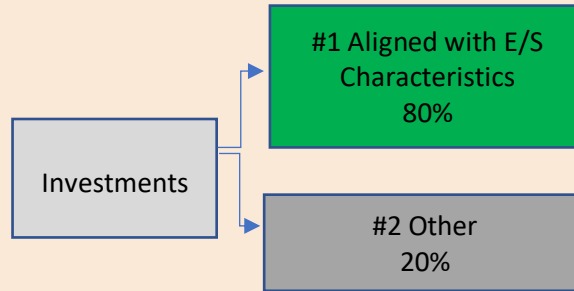 #1 Aligned with E/S
Characteristics
80%
Investments
#2 Other
20%